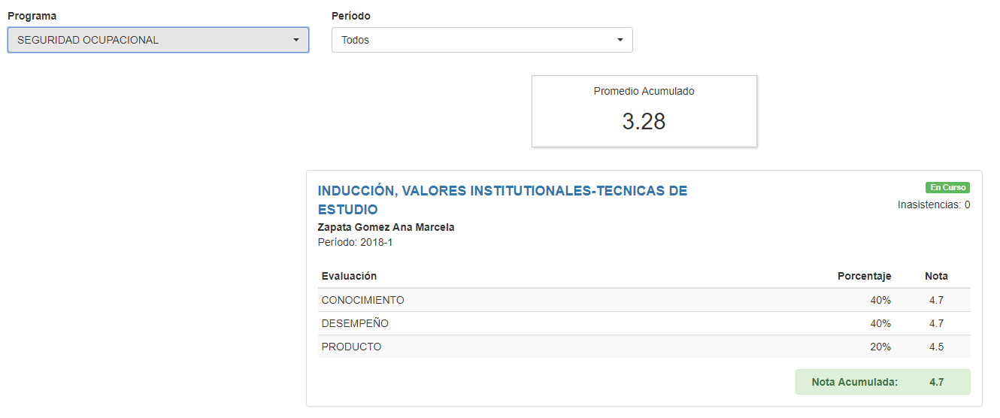 Programa
Período
SEGURIDAD OCUPACIONAL
Todos
Promedio Acumulado
3.28
INDUCCIÓN, VALORES INSTITUTIONALES-TECNICAS DE
ESTUDIO
En Curso
Inasistencias: 0
Zapata Gomez Ana Marcela
Período: 2018-1
Evaluación Porcentaje Nota
CONOCIMIENTO 40% 4.7
DESEMPEÑO 40% 4.7
PRODUCTO 20% 4.5
Nota Acumulada: 4.7